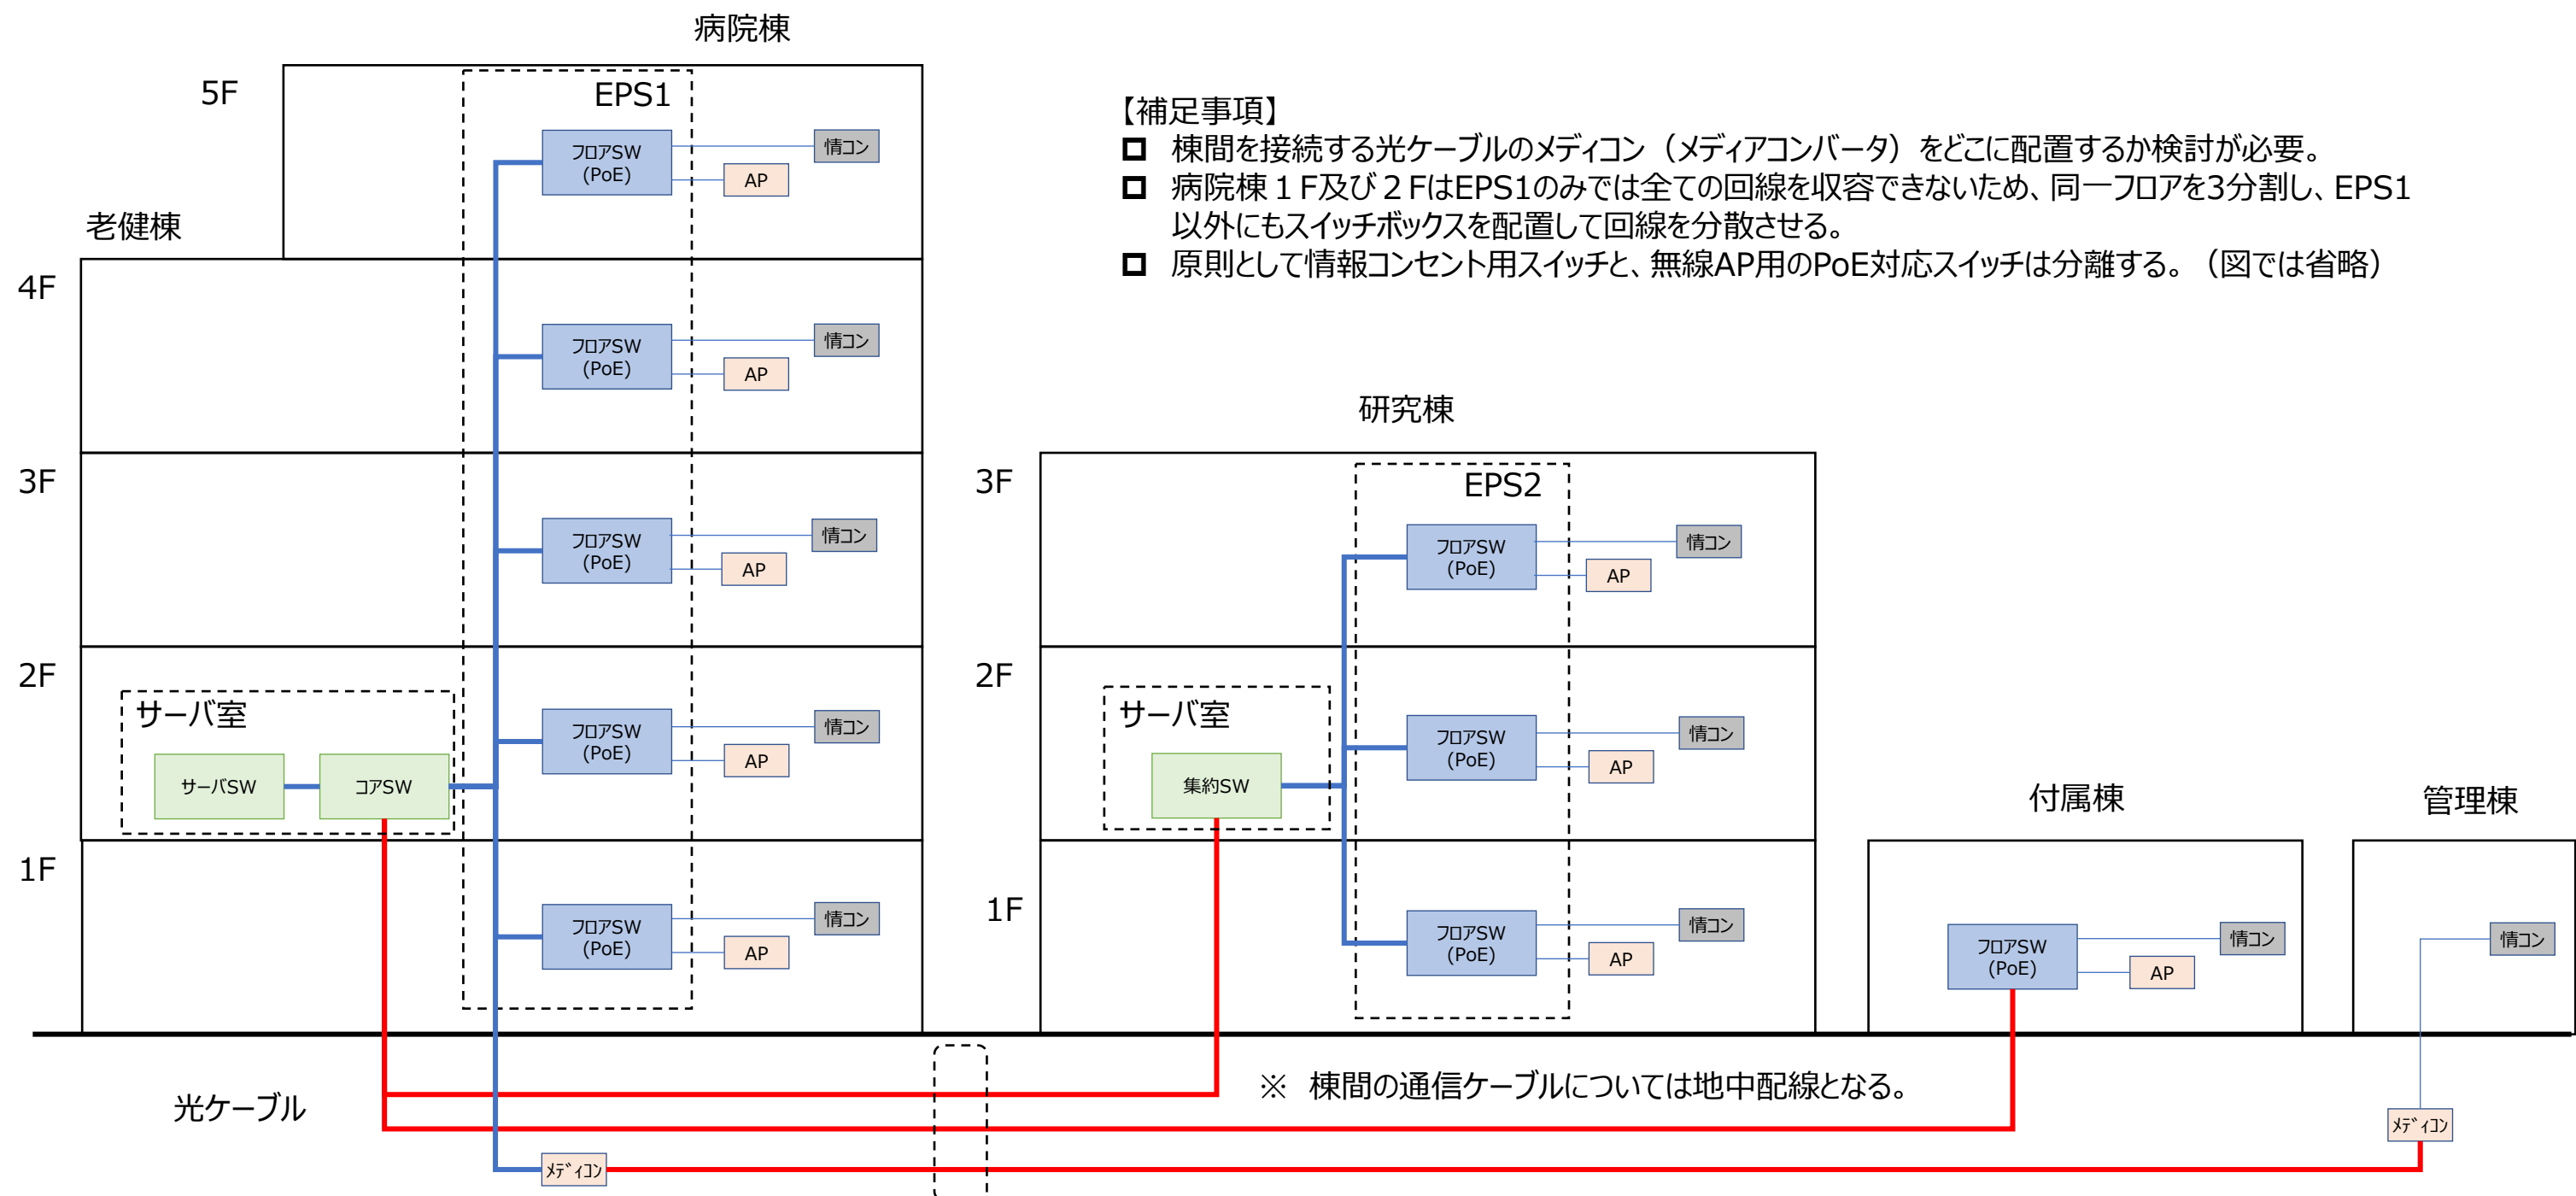 病院棟
5F
EPS1
フロアSW
(PoE)
情コン
AP
【補足事項】
棟間を接続する光ケーブルのメディコン（メディアコンバータ）をどこに配置するか検討が必要。
病院棟１F及び２FはEPS1のみでは全ての回線を収容できないため、同一フロアを3分割し、EPS1
以外にもスイッチボックスを配置して回線を分散させる。
原則として情報コンセント用スイッチと、無線AP用のPoE対応スイッチは分離する。（図では省略）
老健棟
4F
フロアSW
(PoE)
情コン
AP
研究棟
3F
フロアSW
(PoE)
情コン
AP
3F
EPS2
フロアSW
(PoE)
情コン
AP
2F
サーバ室
サーバSW
コアSW
フロアSW
(PoE)
情コン
AP
2F
サーバ室
集約SW
フロアSW
(PoE)
情コン
AP
付属棟
管理棟
1F
フロアSW
(PoE)
情コン
AP
1F
フロアSW
(PoE)
情コン
AP
フロアSW
(PoE)
情コン
AP
情コン
光ケーブル
※　棟間の通信ケーブルについては地中配線となる。
ﾒﾃﾞｨｺﾝ
ﾒﾃﾞｨｺﾝ